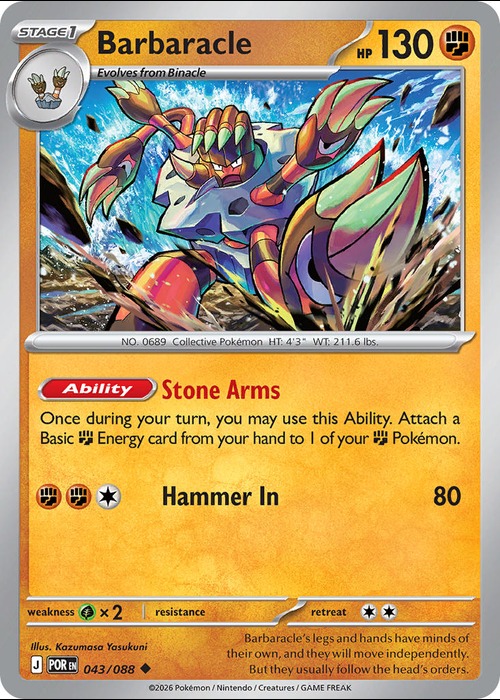 STAGE1
Barbaracle
HP 130
Evolves from Binacle
NO. 0689 Collective Pokémon HT: 4'3" WT: 211.6 lbs.
Ability Stone Arms
Once during your turn, you may use this Ability. Attach a
Basic Energy card from your hand to 1 of your Pokémon.
Hammer In 80
weakness ×2 resistance retreat
Illus. Kazumasa Yasukuni
Barbaracle's legs and hands have minds of
their own, and they will move independently.
But they usually follow the head's orders.
J POR EN 043/088
©2026 Pokémon / Nintendo / Creatures / GAME FREAK